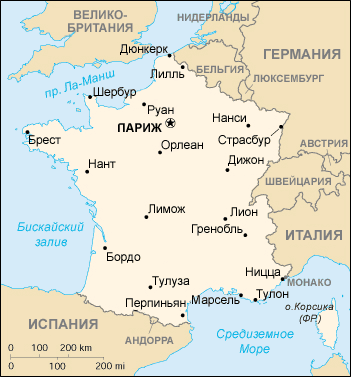 ВЕЛИКО-
БРИТАНИЯ
НИДЕРЛАНДЫ
ГЕРМАНИЯ
Дюнкерк
БЕЛЬГИЯ
Лилль
ЛЮКСЕМБУРГ
пр. Ла-Манш
Шербур
Руан
ПАРИЖ
Нанси
Страсбур
Брест
Орлеан
АВСТРИЯ
Нант
Дижон
ШВЕЙЦАРИЯ
Бискайский
залив
Лимож
Лион
Гренобль
ИТАЛИЯ
Бордо
Ницца
МОНАКО
Тулуза
Марсель
Тулон
о.Корсика
(ФР.)
Перпиньян
ИСПАНИЯ
АНДОРРА
Средиземное
Море
0 100 200 km
0 100 200 mi